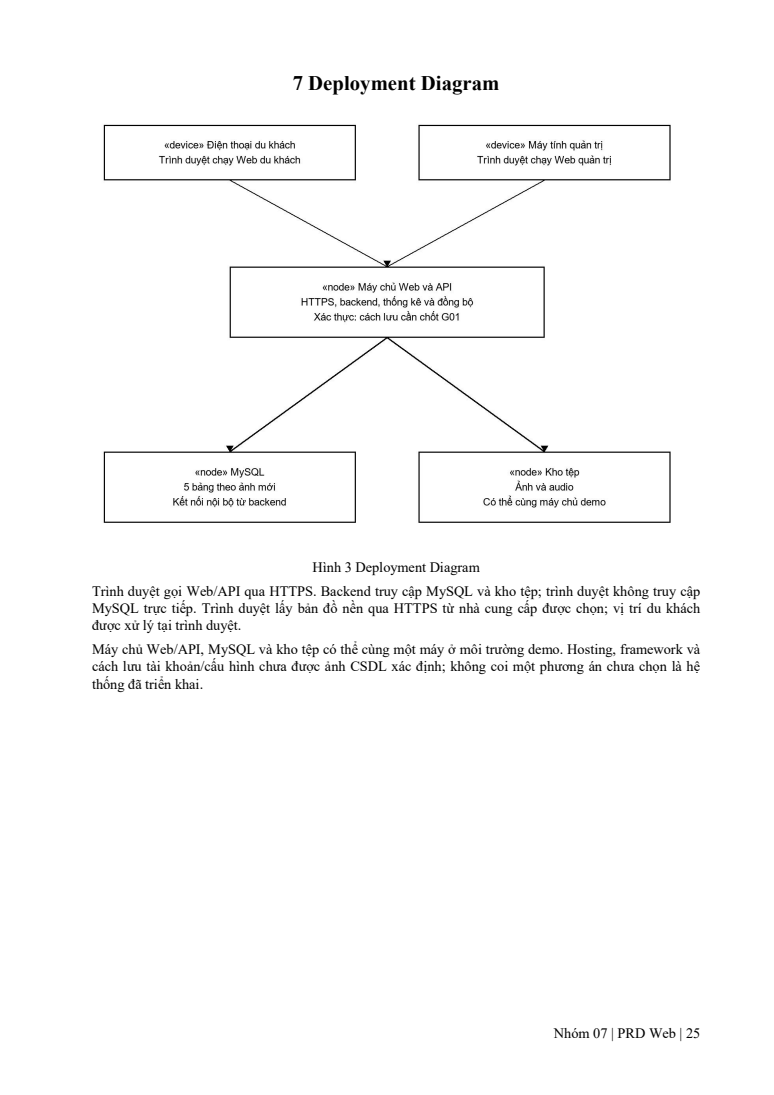 7 Deployment Diagram
«device» Điện thoại du khách
Trình duyệt chạy Web du khách
«device» Máy tính quản trị
Trình duyệt chạy Web quản trị
«node» Máy chủ Web và API
HTTPS, backend, thống kê và đồng bộ
Xác thực: cách lưu cần chốt G01
«node» MySQL
5 bảng theo ảnh mới
Kết nối nội bộ từ backend
«node» Kho tệp
Ảnh và audio
Có thể cùng máy chủ demo
Hình 3 Deployment Diagram
Trình duyệt gọi Web/API qua HTTPS. Backend truy cập MySQL và kho tệp; trình duyệt không truy cập
MySQL trực tiếp. Trình duyệt lấy bản đồ nền qua HTTPS từ nhà cung cấp được chọn; vị trí du khách
được xử lý tại trình duyệt.
Máy chủ Web/API, MySQL và kho tệp có thể cùng một máy ở môi trường demo. Hosting, framework và
cách lưu tài khoản/cấu hình chưa được ảnh CSDL xác định; không coi một phương án chưa chọn là hệ
thống đã triển khai.
Nhóm 07 | PRD Web | 25